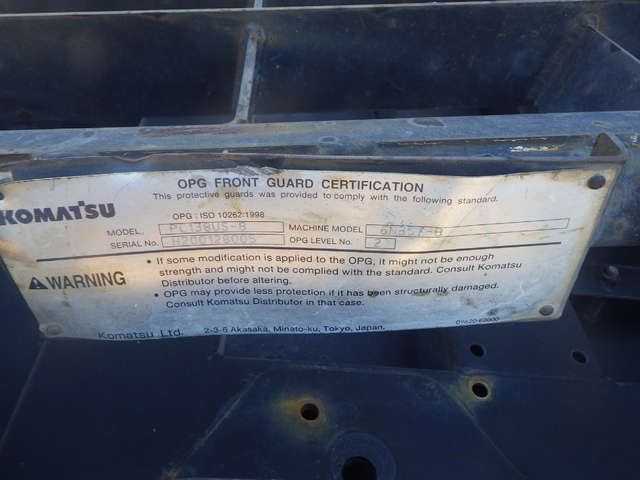 OPG FRONT GUARD CERTIFICATION
This protective guards was provided to comply with the following standard.
KOMATSU
OPG : ISO 10262:1998
MODEL. PC138US-8 MACHINE MODEL
SERIAL No. OPG LEVEL No. 2
WARNING
• If some modification is applied to the OPG, it might not be enough
strength and might not be complied with the standard. Consult Komatsu
Distributor before altering.
• OPG may provide less protection if it has been structurally damaged.
Consult Komatsu Distributor in that case.
Komatsu Ltd. 2-3-6 Akasaka, Minato-ku, Tokyo, Japan.